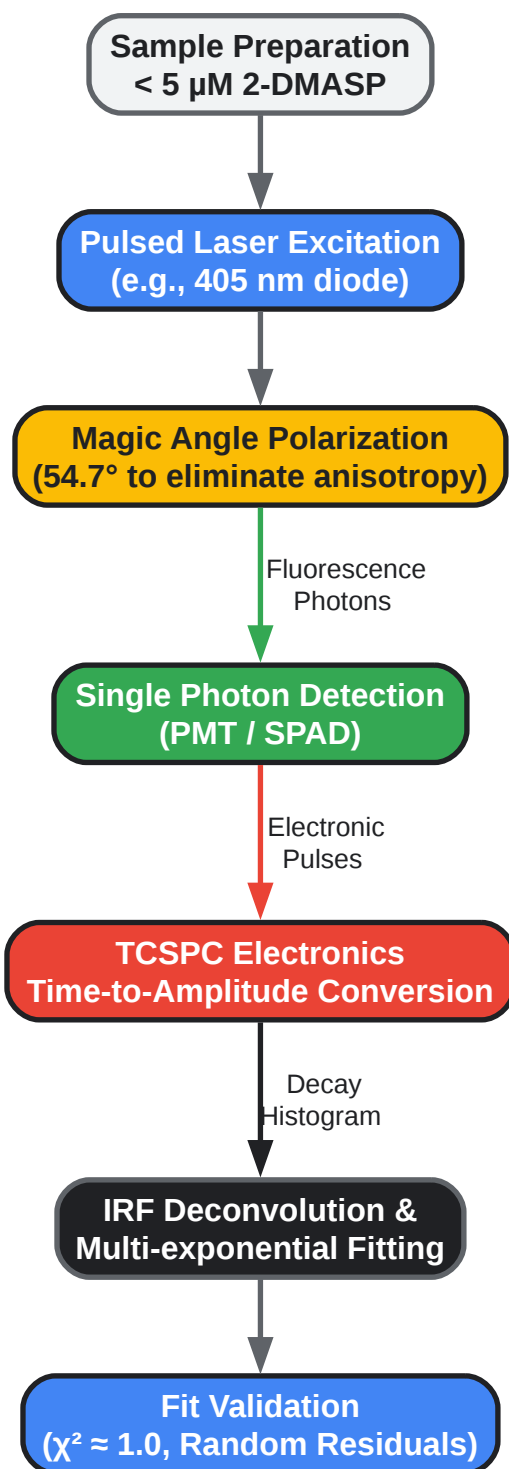 Sample Preparation
< 5 µM 2-DMASP
Pulsed Laser Excitation
(e.g., 405 nm diode)
Magic Angle Polarization
(54.7° to eliminate anisotropy)
Fluorescence
Photons
Single Photon Detection
(PMT / SPAD)
Electronic
Pulses
TCSPC Electronics
Time-to-Amplitude Conversion
Decay
Histogram
IRF Deconvolution &
Multi-exponential Fitting
Fit Validation
(χ² ≈ 1.0, Random Residuals)